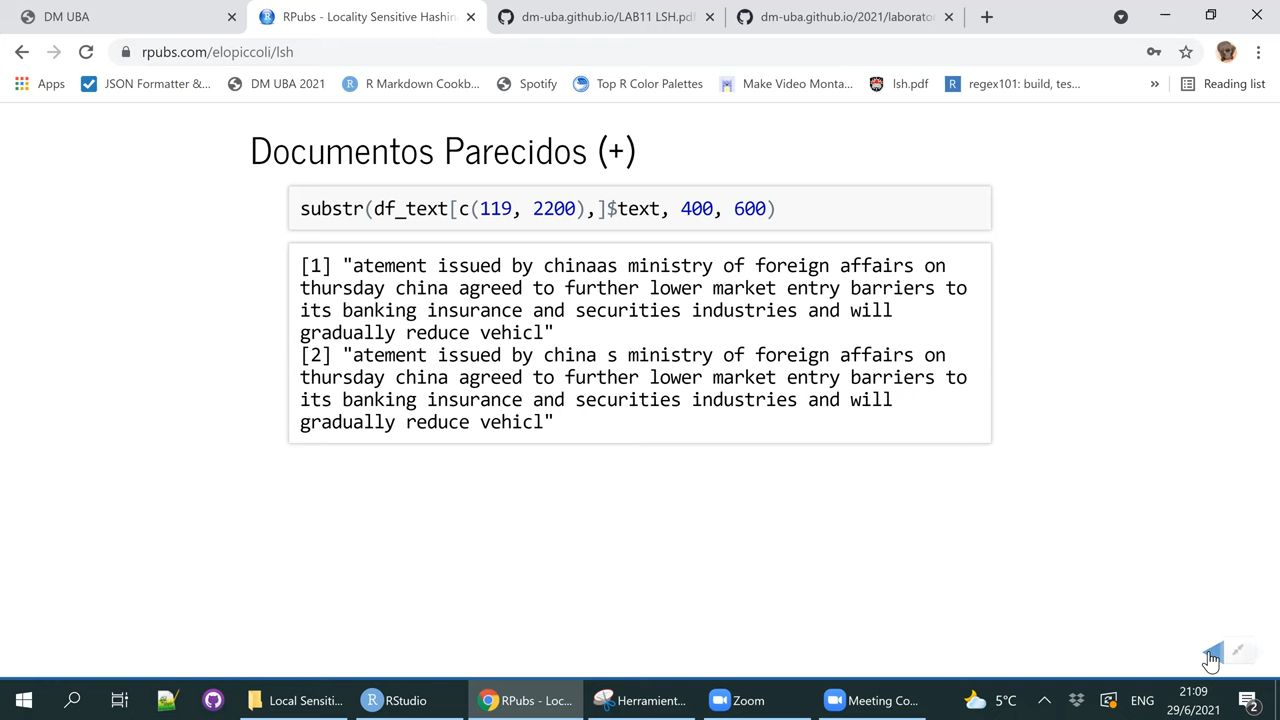 DM UBA
RPubs - Locality Sensitive Hashin
dm-uba.github.io/LAB11 LSH.pdf
dm-uba.github.io/2021/laborato
rpubs.com/elopiccoli/lsh
Apps
JSON Formatter &...
DM UBA 2021
R Markdown Cookb...
Spotify
Top R Color Palettes
Make Video Monta...
lsh.pdf
regex101: build, tes...
»
Reading list
Documentos Parecidos (+)
substr(df_text[c(119, 2200),]$text, 400, 600)
[1] "atement issued by chinaas ministry of foreign affairs on
thursday china agreed to further lower market entry barriers to
its banking insurance and securities industries and will
gradually reduce vehicl"
[2] "atement issued by china s ministry of foreign affairs on
thursday china agreed to further lower market entry barriers to
its banking insurance and securities industries and will
gradually reduce vehicl"
Local Sensiti...
RStudio
RPubs - Loc...
Herramient...
Zoom
Meeting Co...
5°C
ENG
21:09
29/6/2021
2